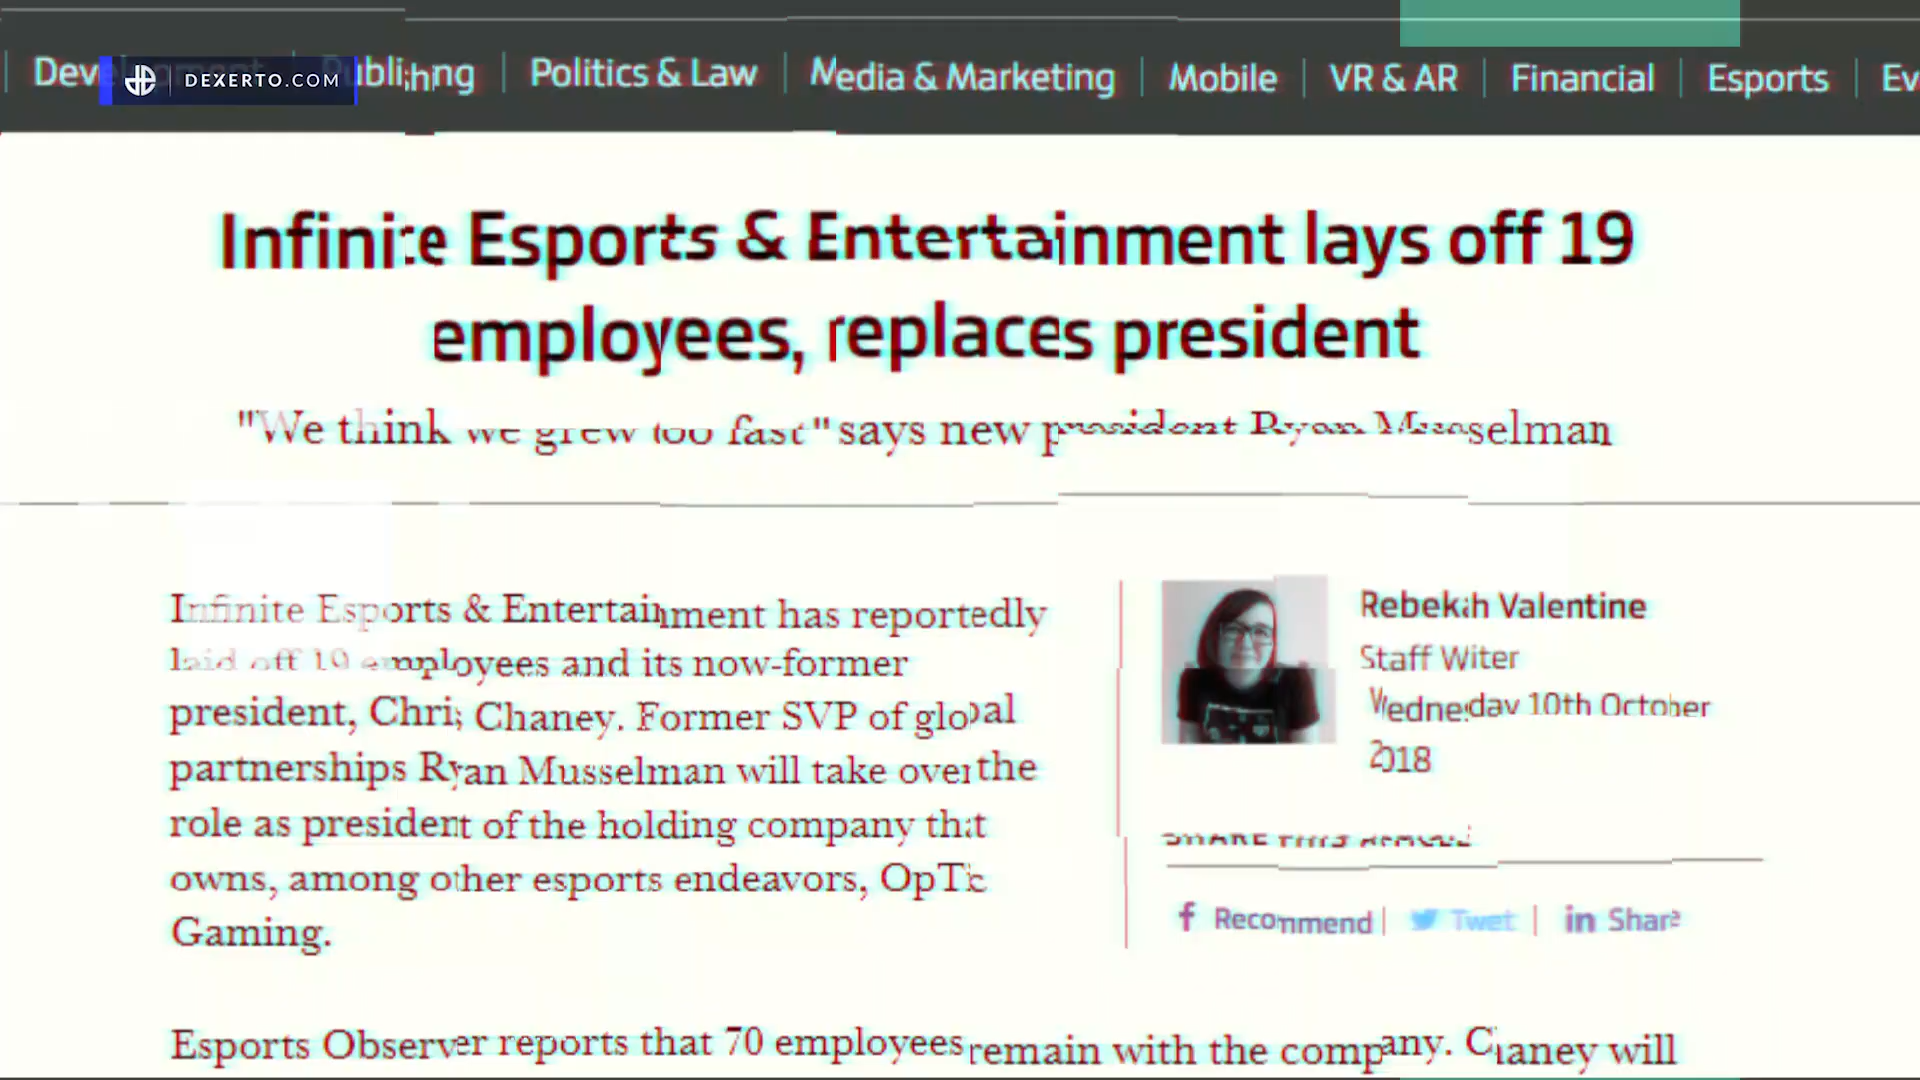 Publishing Politics & Law Media & Marketing Mobile VR & AR Financial Esports Ev
DEXERTO.COM
Infinite Esports & Entertainment lays off 19
employees, replaces president
"We think we grew too fast" says new president Ryan Musselman
Infinite Esports & Entertainment has reportedly
laid off 19 employees and its now-former
president, Chris Chaney. Former SVP of global
partnerships Ryan Musselman will take over the
role as president of the holding company that
owns, among other esports endeavors, OpTic
Gaming.
Rebekah Valentine
Staff Writer
Wednesday 10th October
2018
SHARE THIS ARTICLE
Recommend
Tweet
Share
Esports Observer reports that 70 employees remain with the company. Chaney will